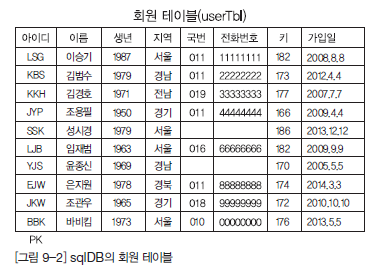 회원 테이블(userTbl)
아이디 이름 생년 지역 국번 전화번호 키 가입일
LSG 이승기 1987 서울 011 11111111 182 2008,8,8
KBS 김범수 1979 경남 011 22222222 173 2012,4,4
KKH 김경호 1971 전남 019 33333333 177 2007,7,7
JYP 조용필 1950 경기 011 44444444 166 2009,4,4
SSK 성시경 1979 서울 186 2013,12,12
LJB 임재범 1963 서울 016 66666666 182 2009,9,9
YJS 윤종신 1969 경남 170 2005,5,5
EJW 은지원 1978 경북 011 88888888 174 2014,3,3
JKW 조관우 1965 경기 018 99999999 172 2010,10,10
BBK 바비킴 1973 서울 010 00000000 176 2013,5,5
PK
[그림 9-2] sqlDB의 회원 테이블